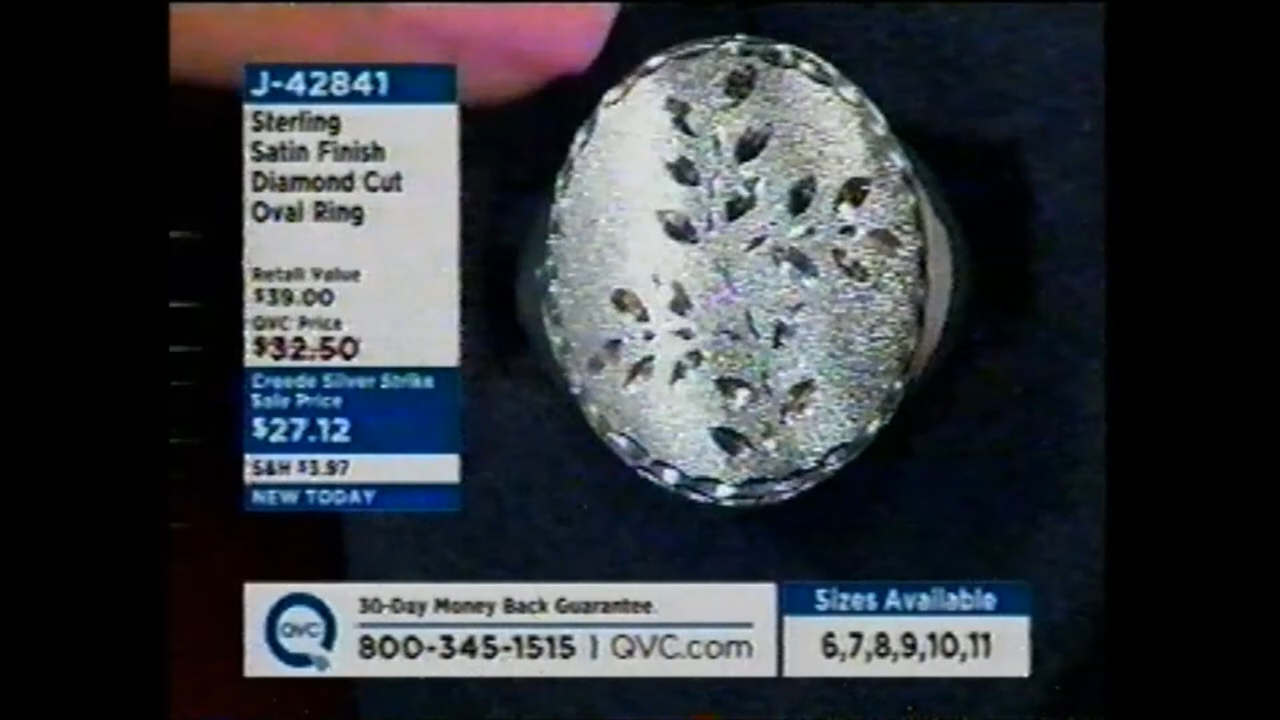 J-42841
Sterling
Satin Finish
Diamond Cut
Oval Ring
Retail Value
$39.00
QVC Price
$32.50
Creede Silver Strike
Sale Price
$27.12
S&H $3.97
NEW TODAY
QVC
30-Day Money Back Guarantee
800-345-1515 | QVC.com
Sizes Available
6,7,8,9,10,11